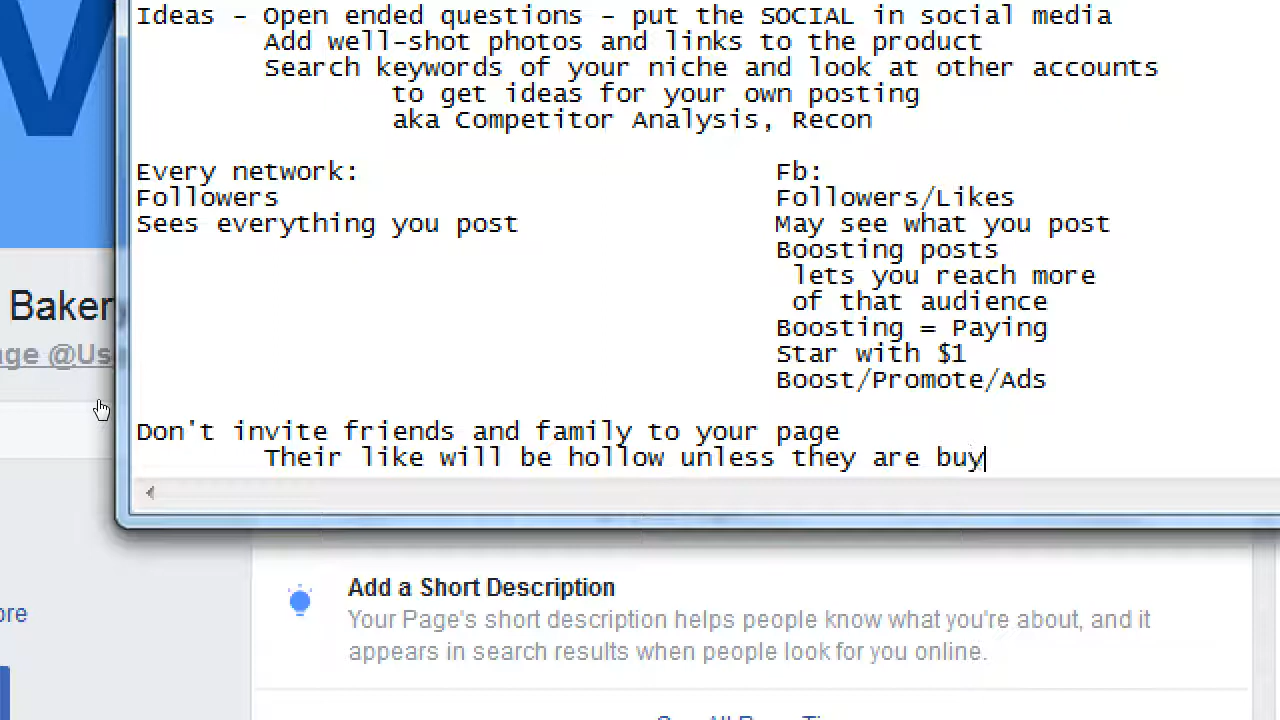 Ideas - Open ended questions - put the SOCIAL in social media
Add well-shot photos and links to the product
Search keywords of your niche and look at other accounts
to get ideas for your own posting
aka Competitor Analysis, Recon
Every network:
Followers
Sees everything you post
Fb:
Followers/Likes
May see what you post
Boosting posts
lets you reach more
of that audience
Boosting = Paying
Star with $1
Boost/Promote/Ads
Don't invite friends and family to your page
Their like will be hollow unless they are buy
Baker
age @Us
Add a Short Description
Your Page's short description helps people know what you're about, and it
appears in search results when people look for you online.
ore